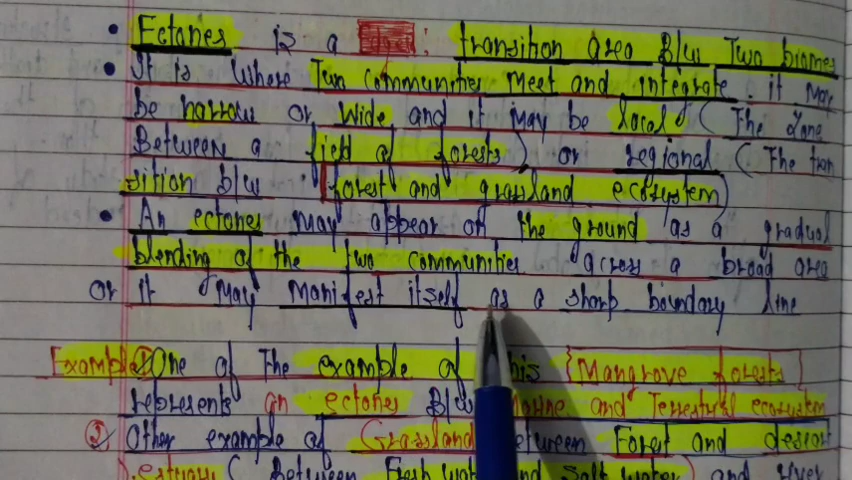 • Ectones is a : transition area B/w Two biomes
• It is where Two communities meet and integrate. it may
be narrow or wide and it may be local (The Zone
Between a field of forests) or regional (The tran
sition b/w forest and grassland ecosystem)
• An ectones may appear on the ground as a gradual
blending of the two communities across a broad area
or it may manifest itself as a sharp boundary line
Example ① One of The example of this {Mangrove forests}
represents an ectones B/w and Terrestrial ecosystem
②, Other example of Grassland between Forest and desert
estuary (Between Fresh water and Salt water) and